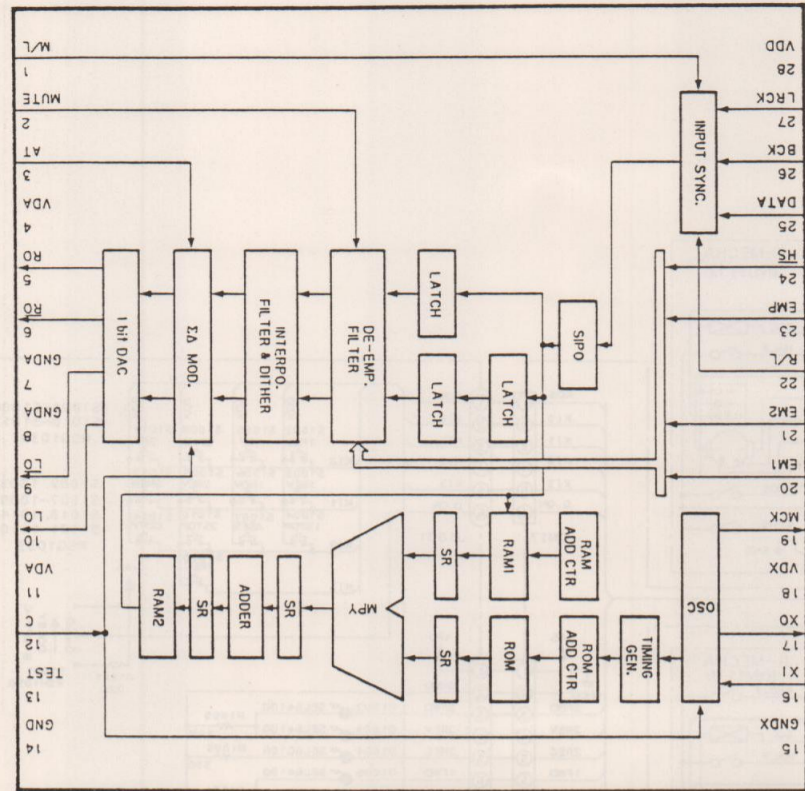 M/L
1
MUTE
2
AT
3
VDA
4
RO
5
R̅O̅
6
GNDA
7
GNDA
8
L̅O̅
9
LO
10
VDA
11
C
12
TEST
13
GND
14
GNDX
15
XI
16
XO
17
VDX
18
MCK
19
EM1
20
EM2
21
R/L
22
EMP
23
H̅S̅
24
DATA
25
BCK
26
LRCK
27
VDD
28
INPUT SYNC.
SIPO
LATCH
LATCH
LATCH
DE-EMP.
FILTER
INTERPO.
FILTER & DITHER
ΣΔ MOD.
1 bit DAC
OSC
TIMING
GEN.
RAM
ADD CTR
ROM
ADD CTR
RAM1
ROM
SR
SR
MPY
SR
ADDER
SR
RAM2